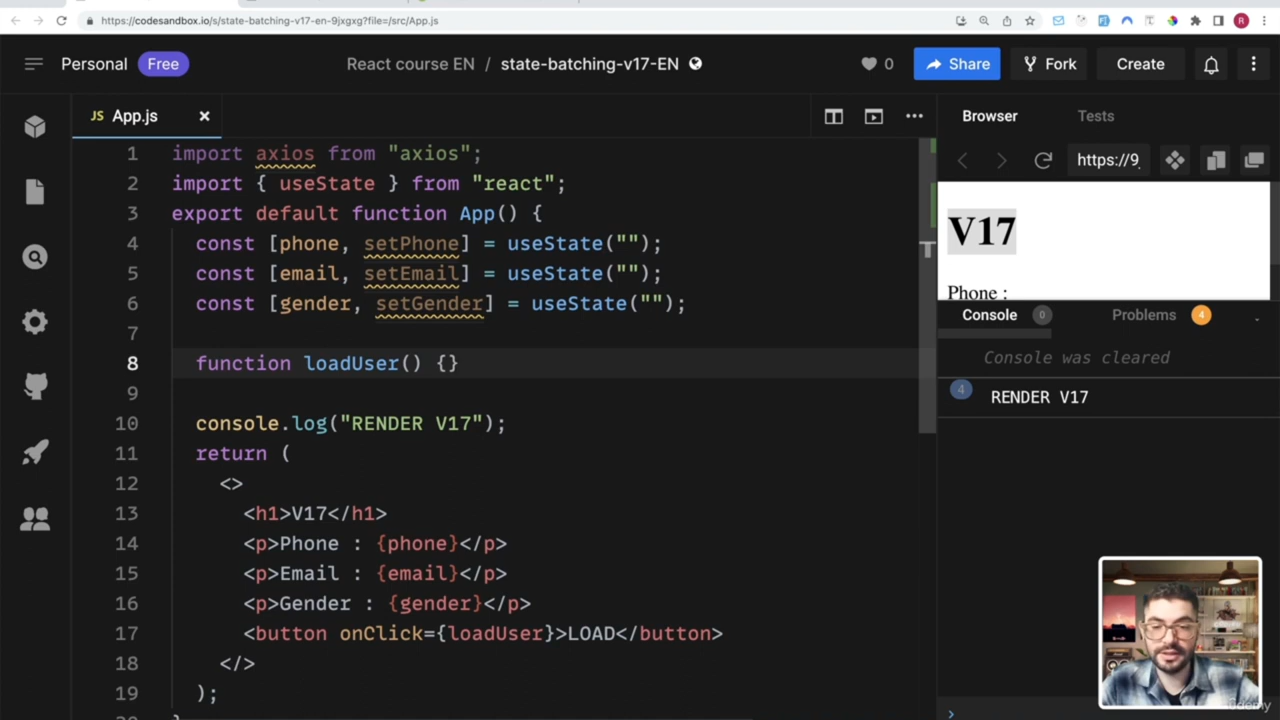 https://codesandbox.io/s/state-batching-v17-en-9jxgxg?file=/src/App.js
R
Personal Free React course EN / state-batching-v17-EN 0 Share Fork Create
JS App.js
Browser Tests
https://9
1 import axios from "axios";
2 import { useState } from "react";
3 export default function App() {
4 const [phone, setPhone] = useState("");
5 const [email, setEmail] = useState("");
6 const [gender, setGender] = useState("");
7
8 function loadUser() {}
9
10 console.log("RENDER V17");
11 return (
12 <>
13 <h1>V17</h1>
14 <p>Phone : {phone}</p>
15 <p>Email : {email}</p>
16 <p>Gender : {gender}</p>
17 <button onClick={loadUser}>LOAD</button>
18 </>
19 );
V17
Phone :
Console 0 Problems 4
Console was cleared
4 RENDER V17
udemy